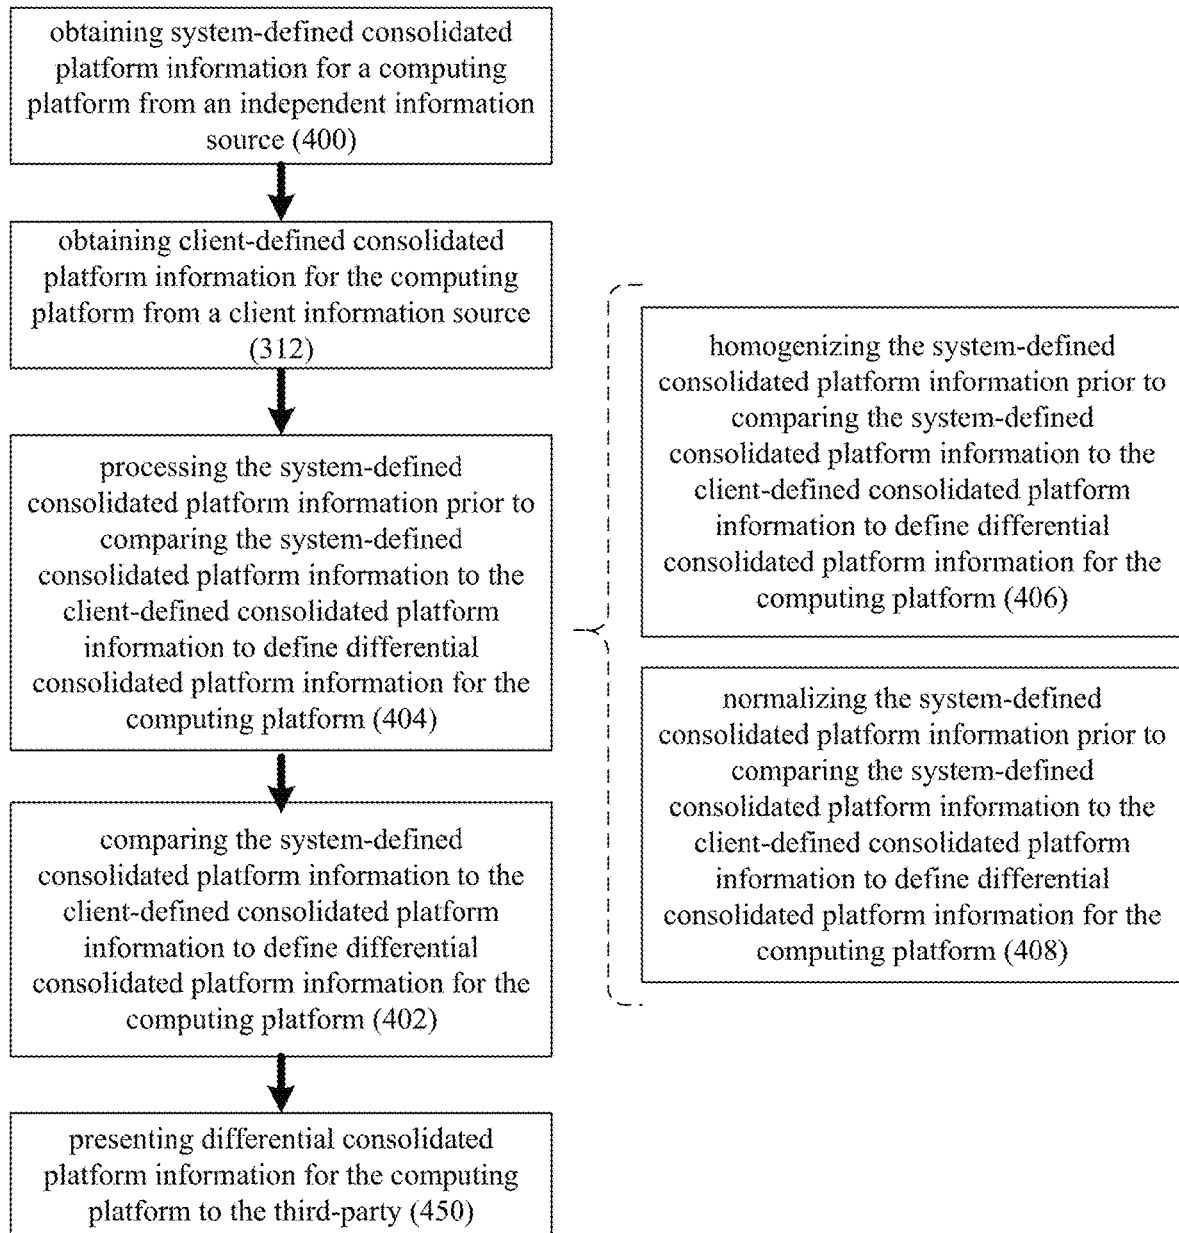 obtaining system-defined consolidated
platform information for a computing
platform from an independent information
source (400)
obtaining client-defined consolidated
platform information for the computing
platform from a client information source
(312)
processing the system-defined
consolidated platform information prior to
comparing the system-defined
consolidated platform information to the
client-defined consolidated platform
information to define differential
consolidated platform information for the
computing platform (404)
homogenizing the system-defined
consolidated platform information prior to
comparing the system-defined
consolidated platform information to the
client-defined consolidated platform
information to define differential
consolidated platform information for the
computing platform (406)
normalizing the system-defined
consolidated platform information prior to
comparing the system-defined
consolidated platform information to the
client-defined consolidated platform
information to define differential
consolidated platform information for the
computing platform (408)
comparing the system-defined
consolidated platform information to the
client-defined consolidated platform
information to define differential
consolidated platform information for the
computing platform (402)
presenting differential consolidated
platform information for the computing
platform to the third-party (450)